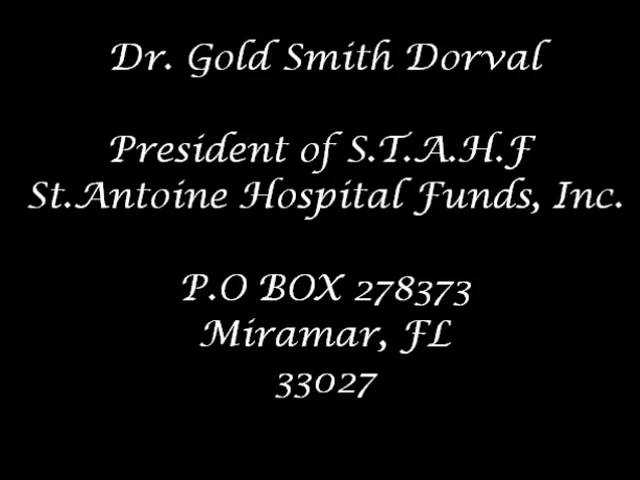 Dr. Gold Smith Dorval
President of S.T.A.H.F
St.Antoine Hospital Funds, Inc.
P.O BOX 278373
Miramar, FL
33027